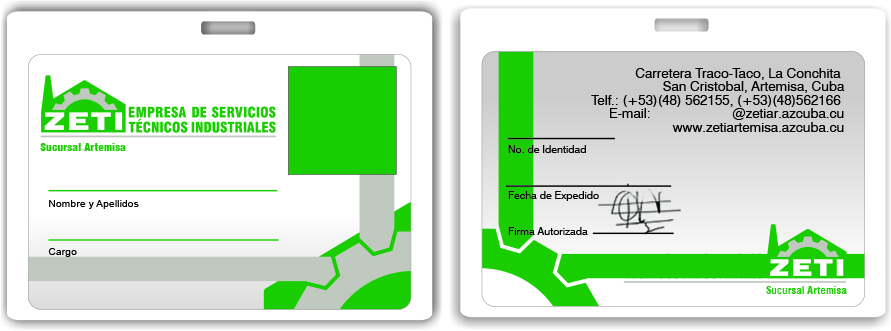 ZETI
EMPRESA DE SERVICIOS
TÉCNICOS INDUSTRIALES
Sucursal Artemisa
Nombre y Apellidos
Cargo
Carretera Traco-Taco, La Conchita
San Cristobal, Artemisa, Cuba
Telf.: (+53)(48) 562155, (+53)(48)562166
E-mail: @zetiar.azcuba.cu
www.zetiartemisa.azcuba.cu
No. de Identidad
Fecha de Expedido
Firma Autorizada
ZETI
Sucursal Artemisa